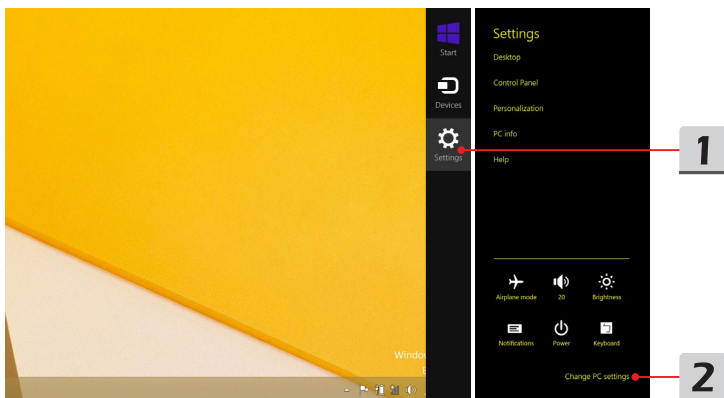 Start
Devices
Settings
Settings
Desktop
Control Panel
Personalization
PC info
Help
Airplane mode
20
Brightness
Notifications
Power
Keyboard
Change PC settings
1
2